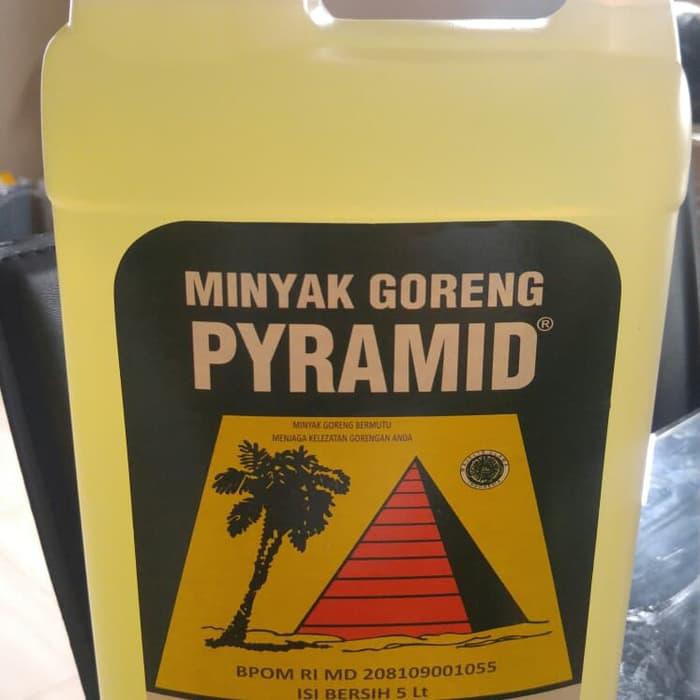 MINYAK GORENG
PYRAMID®
MINYAK GORENG BERMUTU
MENJAGA KELEZATAN GORENGAN ANDA
BPOM RI MD 208109001055
ISI BERSIH 5 Lt